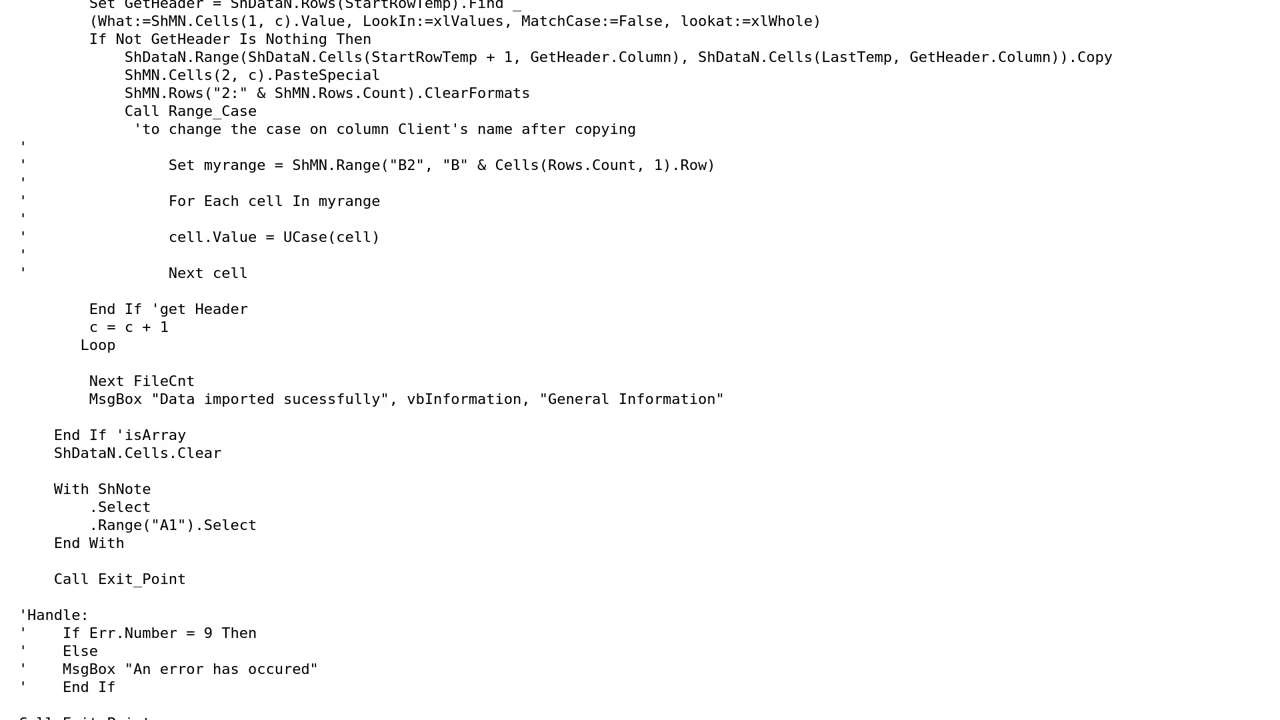 Set GetHeader = ShDataN.Rows(StartRowTemp).Find _
(What:=ShMN.Cells(1, c).Value, LookIn:=xlValues, MatchCase:=False, lookat:=xlWhole)
If Not GetHeader Is Nothing Then
ShDataN.Range(ShDataN.Cells(StartRowTemp + 1, GetHeader.Column), ShDataN.Cells(LastTemp, GetHeader.Column)).Copy
ShMN.Cells(2, c).PasteSpecial
ShMN.Rows("2:" & ShMN.Rows.Count).ClearFormats
Call Range_Case
'to change the case on column Client's name after copying
'
' Set myrange = ShMN.Range("B2", "B" & Cells(Rows.Count, 1).Row)
'
' For Each cell In myrange
'
' cell.Value = UCase(cell)
'
' Next cell
End If 'get Header
c = c + 1
Loop
Next FileCnt
MsgBox "Data imported sucessfully", vbInformation, "General Information"
End If 'isArray
ShDataN.Cells.Clear
With ShNote
.Select
.Range("A1").Select
End With
Call Exit_Point
'Handle:
' If Err.Number = 9 Then
' Else
' MsgBox "An error has occured"
' End If
Call Exit_Point